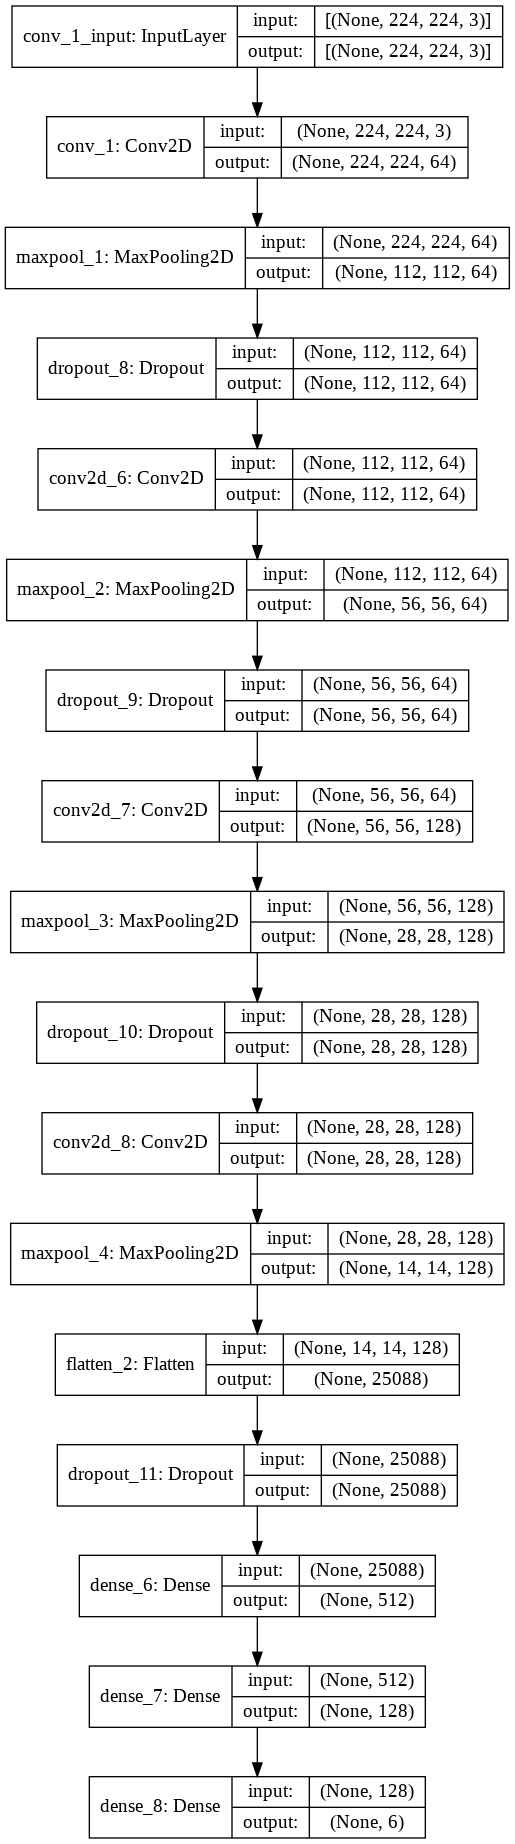 conv_1_input: InputLayer
input:
[(None, 224, 224, 3)]
output:
[(None, 224, 224, 3)]
conv_1: Conv2D
input:
(None, 224, 224, 3)
output:
(None, 224, 224, 64)
maxpool_1: MaxPooling2D
input:
(None, 224, 224, 64)
output:
(None, 112, 112, 64)
dropout_8: Dropout
input:
(None, 112, 112, 64)
output:
(None, 112, 112, 64)
conv2d_6: Conv2D
input:
(None, 112, 112, 64)
output:
(None, 112, 112, 64)
maxpool_2: MaxPooling2D
input:
(None, 112, 112, 64)
output:
(None, 56, 56, 64)
dropout_9: Dropout
input:
(None, 56, 56, 64)
output:
(None, 56, 56, 64)
conv2d_7: Conv2D
input:
(None, 56, 56, 64)
output:
(None, 56, 56, 128)
maxpool_3: MaxPooling2D
input:
(None, 56, 56, 128)
output:
(None, 28, 28, 128)
dropout_10: Dropout
input:
(None, 28, 28, 128)
output:
(None, 28, 28, 128)
conv2d_8: Conv2D
input:
(None, 28, 28, 128)
output:
(None, 28, 28, 128)
maxpool_4: MaxPooling2D
input:
(None, 28, 28, 128)
output:
(None, 14, 14, 128)
flatten_2: Flatten
input:
(None, 14, 14, 128)
output:
(None, 25088)
dropout_11: Dropout
input:
(None, 25088)
output:
(None, 25088)
dense_6: Dense
input:
(None, 25088)
output:
(None, 512)
dense_7: Dense
input:
(None, 512)
output:
(None, 128)
dense_8: Dense
input:
(None, 128)
output:
(None, 6)